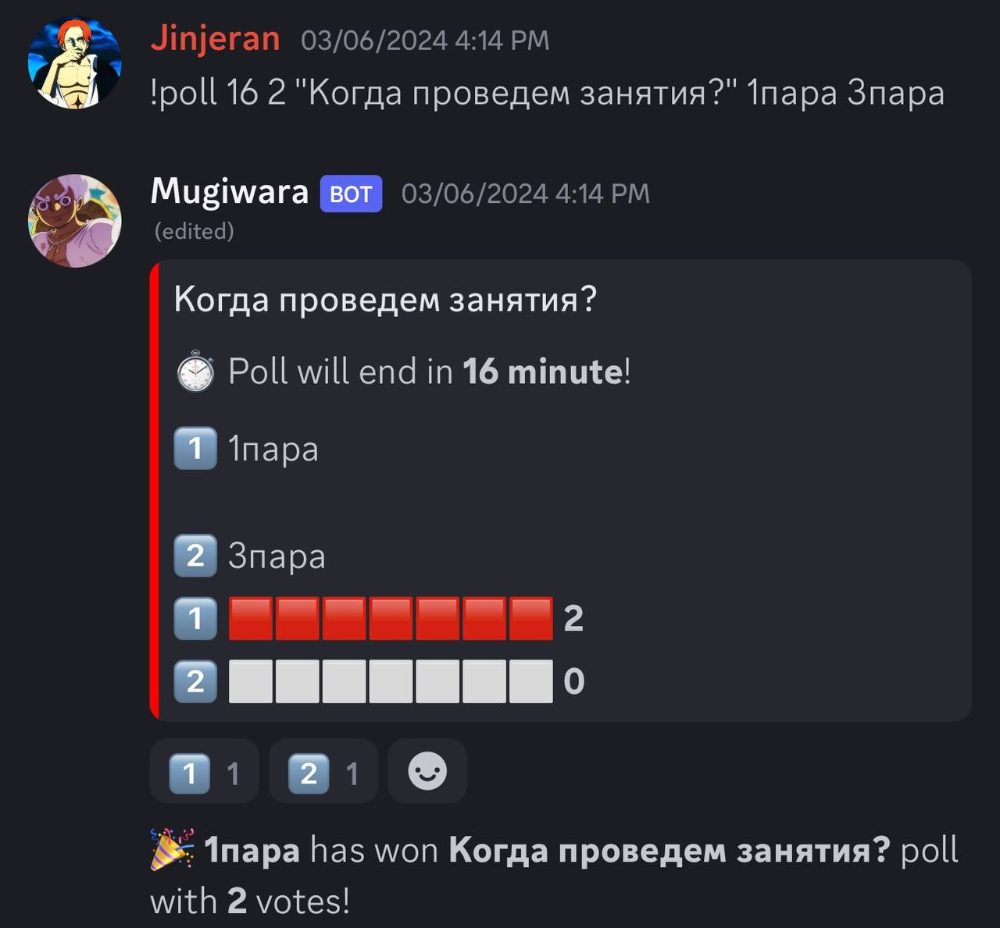 Jinjeran 03/06/2024 4:14 PM
!poll 16 2 "Когда проведем занятия?" 1пара 3пара
Mugiwara BOT 03/06/2024 4:14 PM
(edited)
Когда проведем занятия?
Poll will end in 16 minute!
1 1пара
2 3пара
1 2
2 0
1 1 2 1
1пара has won Когда проведем занятия? poll
with 2 votes!